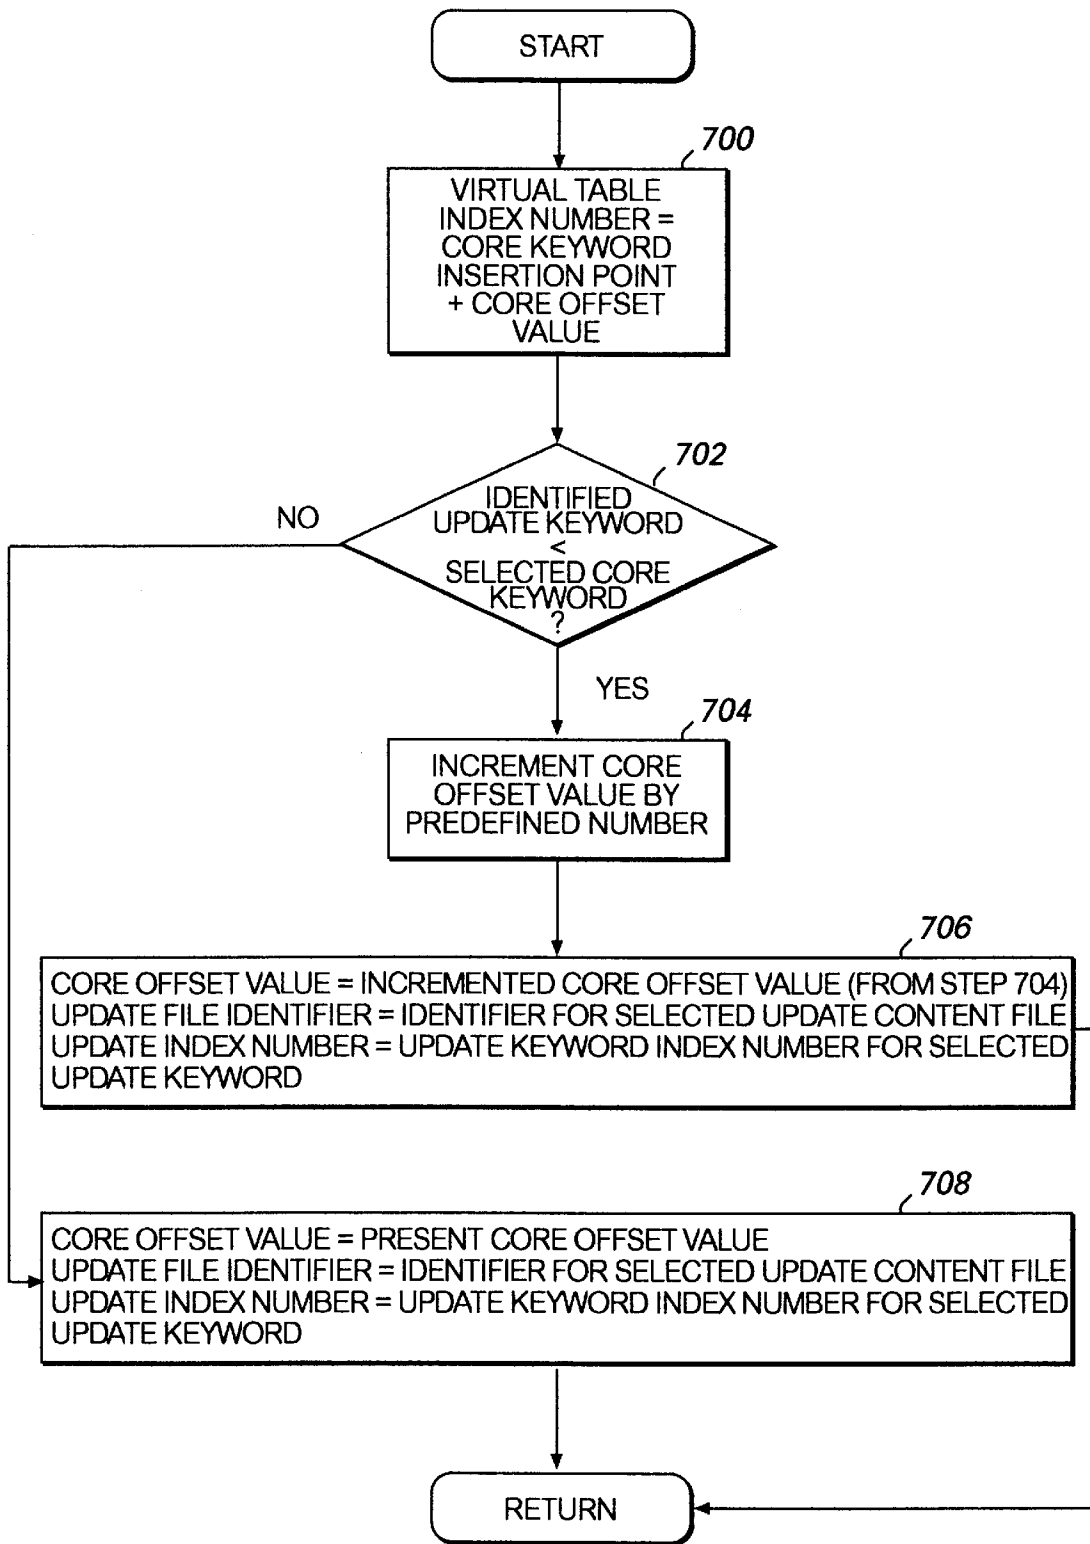 START
700
VIRTUAL TABLE
INDEX NUMBER =
CORE KEYWORD
INSERTION POINT
+ CORE OFFSET
VALUE
702
IDENTIFIED
UPDATE KEYWORD
<
SELECTED CORE
KEYWORD
?
NO
YES
704
INCREMENT CORE
OFFSET VALUE BY
PREDEFINED NUMBER
706
CORE OFFSET VALUE = INCREMENTED CORE OFFSET VALUE (FROM STEP 704)
UPDATE FILE IDENTIFIER = IDENTIFIER FOR SELECTED UPDATE CONTENT FILE
UPDATE INDEX NUMBER = UPDATE KEYWORD INDEX NUMBER FOR SELECTED
UPDATE KEYWORD
708
CORE OFFSET VALUE = PRESENT CORE OFFSET VALUE
UPDATE FILE IDENTIFIER = IDENTIFIER FOR SELECTED UPDATE CONTENT FILE
UPDATE INDEX NUMBER = UPDATE KEYWORD INDEX NUMBER FOR SELECTED
UPDATE KEYWORD
RETURN